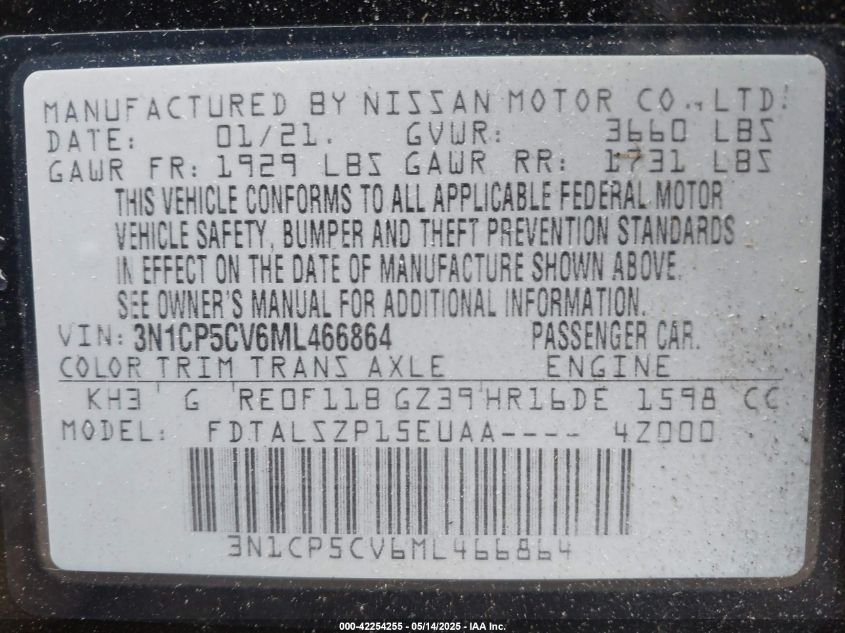 MANUFACTURED BY NISSAN MOTOR CO., LTD.
DATE: 01/21. GVWR: 3660 LBS
GAWR FR: 1929 LBS GAWR RR: 1731 LBS
THIS VEHICLE CONFORMS TO ALL APPLICABLE FEDERAL MOTOR
VEHICLE SAFETY, BUMPER AND THEFT PREVENTION STANDARDS
IN EFFECT ON THE DATE OF MANUFACTURE SHOWN ABOVE.
SEE OWNER'S MANUAL FOR ADDITIONAL INFORMATION.
VIN: 3N1CP5CV6ML466864 PASSENGER CAR.
COLOR TRIM TRANS AXLE ENGINE
KH3 G RE0F11B GZ39 HR16DE 1598 CC
MODEL: FDTALSZP15EUAA---- 4Z000
3N1CP5CV6ML466864
000-42254255 - 05/14/2025 - IAA Inc.